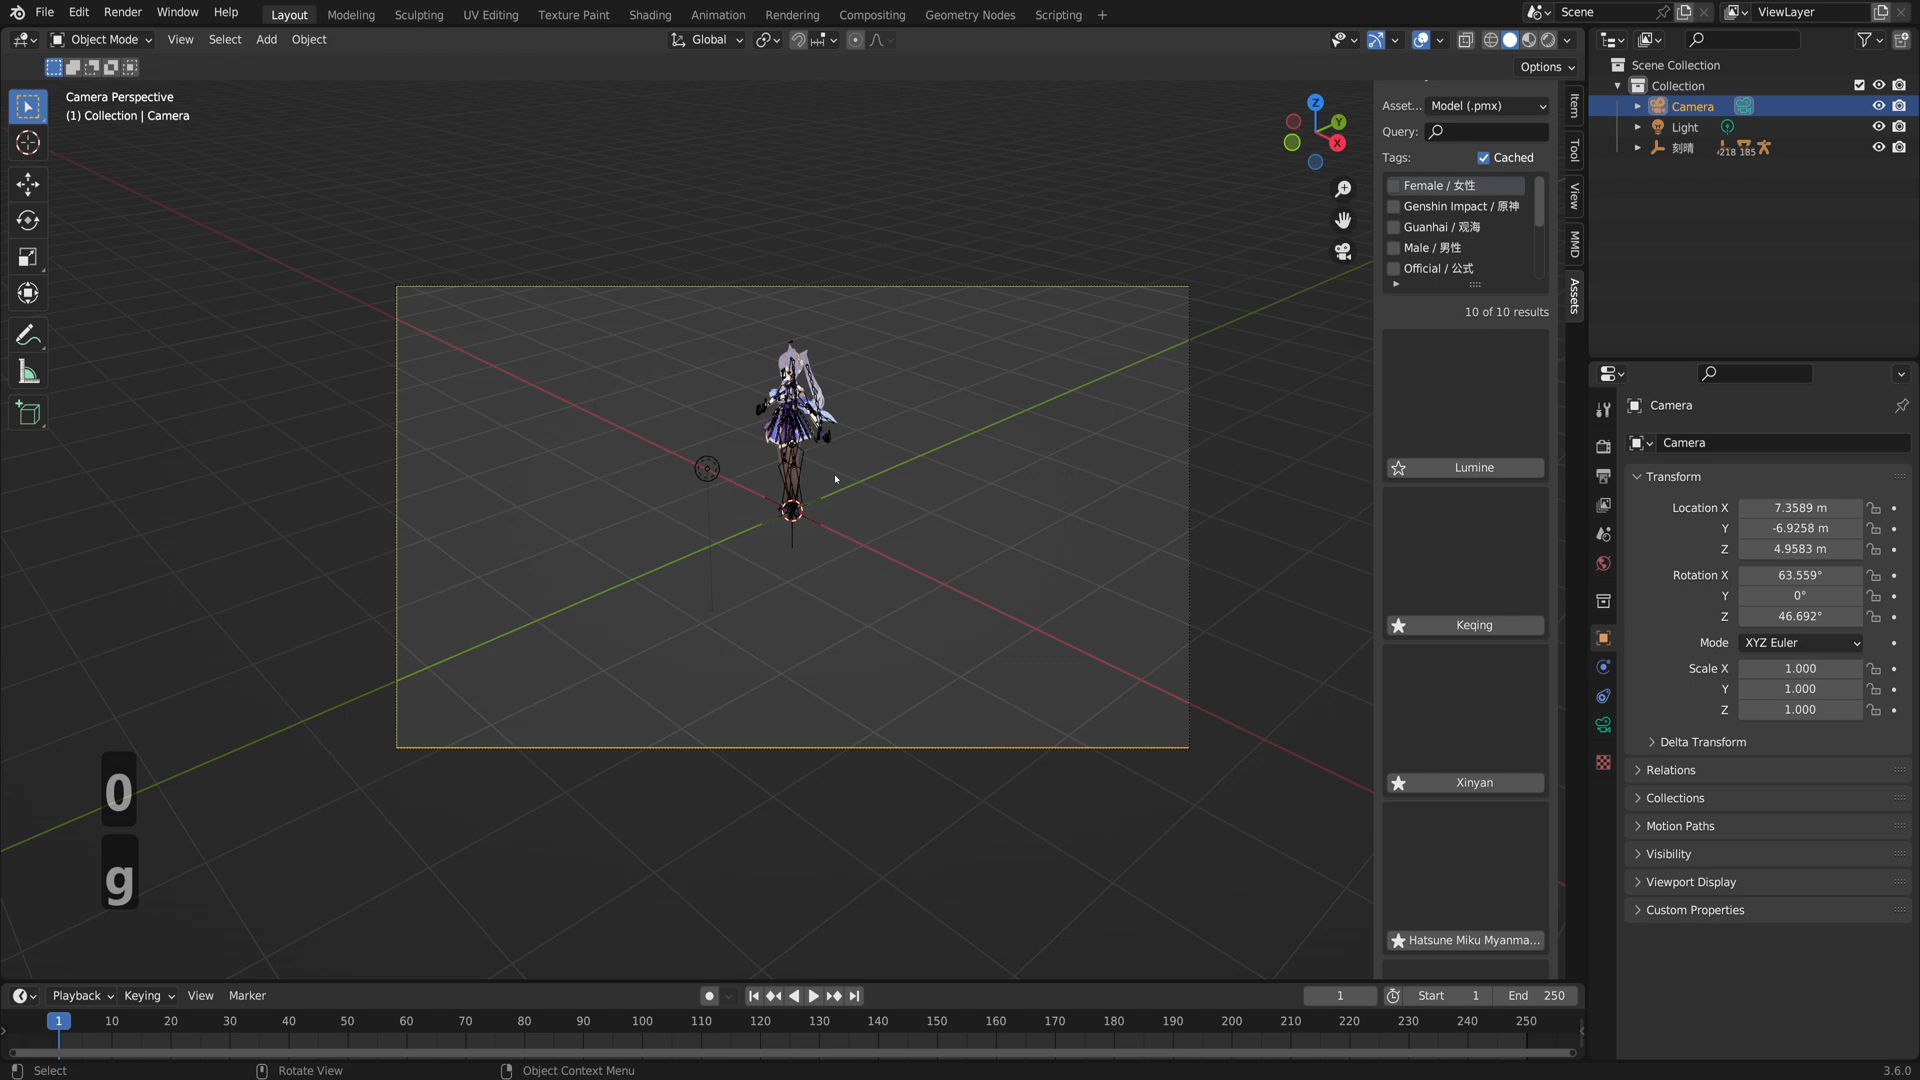 File Edit Render Window Help
Layout Modeling Sculpting UV Editing Texture Paint Shading Animation Rendering Compositing Geometry Nodes Scripting +
Scene
ViewLayer
Object Mode View Select Add Object
Global
Options
Camera Perspective
(1) Collection | Camera
Z
Y
X
Asset... Model (.pmx)
Query:
Tags: Cached
Female / 女性
Genshin Impact / 原神
Guanhai / 观海
Male / 男性
Official / 公式
10 of 10 results
Lumine
Keqing
Xinyan
Hatsune Miku Myanma...
Item
Tool
View
MMD
Assets
Scene Collection
Collection
Camera
Light
刻晴 218 185
Camera
Camera
Transform
Location X 7.3589 m
Y -6.9258 m
Z 4.9583 m
Rotation X 63.559°
Y 0°
Z 46.692°
Mode XYZ Euler
Scale X 1.000
Y 1.000
Z 1.000
Delta Transform
Relations
Collections
Motion Paths
Visibility
Viewport Display
Custom Properties
0
g
Playback Keying View Marker
1 Start 1 End 250
1 10 20 30 40 50 60 70 80 90 100 110 120 130 140 150 160 170 180 190 200 210 220 230 240 250
Select Rotate View Object Context Menu 3.6.0